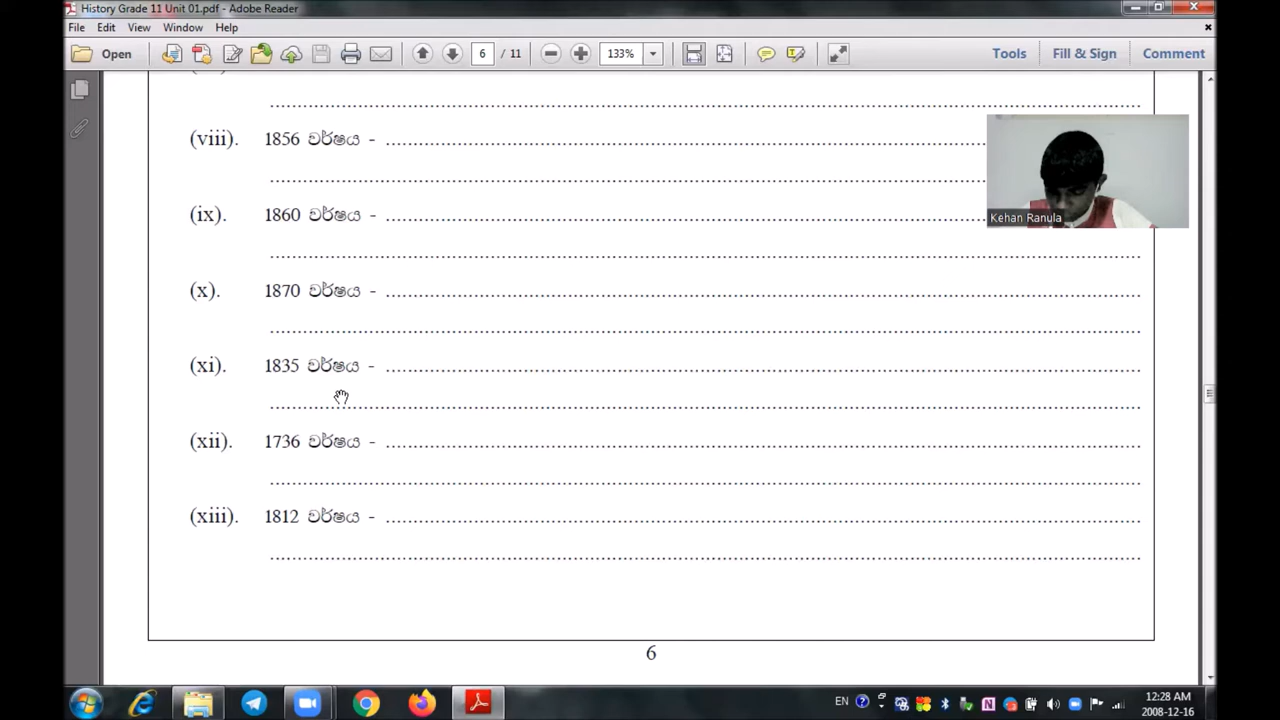 History Grade 11 Unit 01.pdf - Adobe Reader
File Edit View Window Help
Open 6 / 11 133% Tools Fill & Sign Comment
(viii). 1856 වර්ෂය - ........................................................
(ix). 1860 වර්ෂය - ........................................................
Kehan Ranula
(x). 1870 වර්ෂය - ........................................................
(xi). 1835 වර්ෂය - ........................................................
(xii). 1736 වර්ෂය - ........................................................
(xiii). 1812 වර්ෂය - ........................................................
6
EN 12:28 AM
2008-12-16